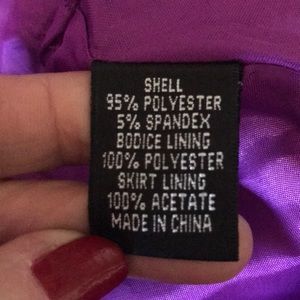 SHELL
95% POLYESTER
5% SPANDEX
BODICE LINING
100% POLYESTER
SKIRT LINING
100% ACETATE
MADE IN CHINA